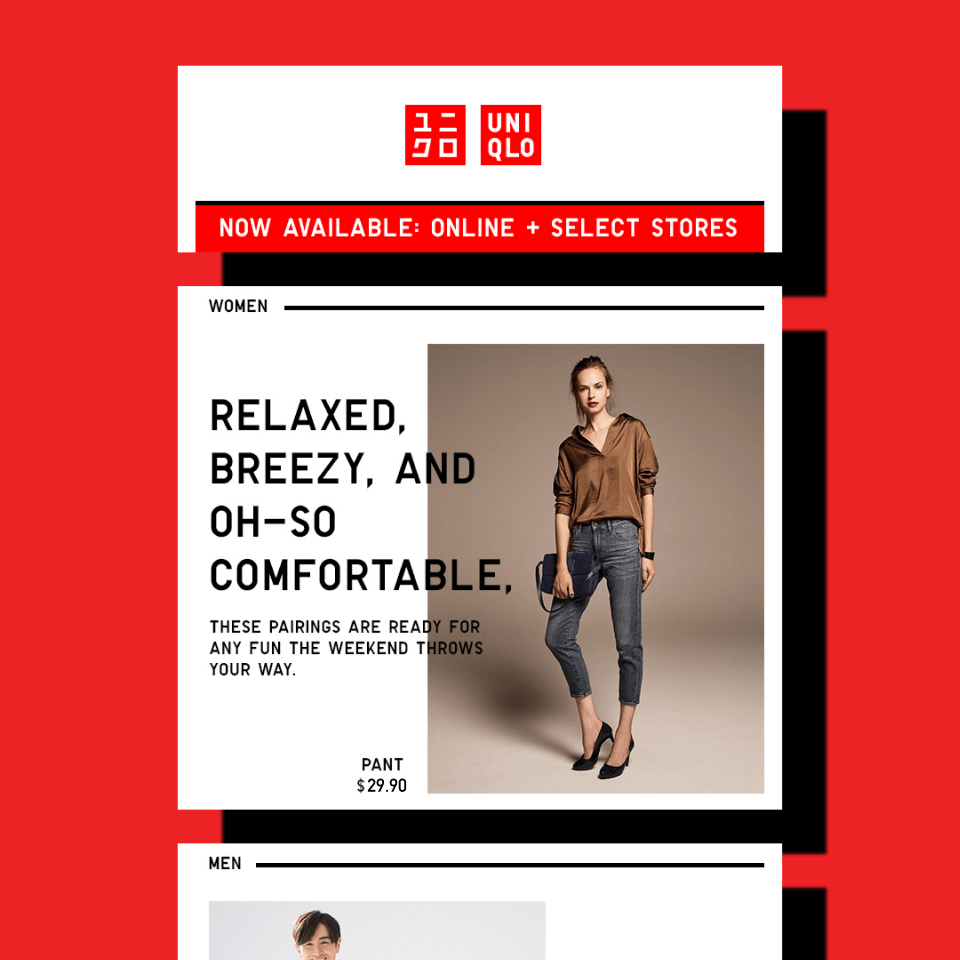 ユニ
クロ
UNI
QLO
NOW AVAILABLE: ONLINE + SELECT STORES
WOMEN
RELAXED,
BREEZY, AND
OH-SO
COMFORTABLE,
THESE PAIRINGS ARE READY FOR
ANY FUN THE WEEKEND THROWS
YOUR WAY.
PANT
$29.90
MEN